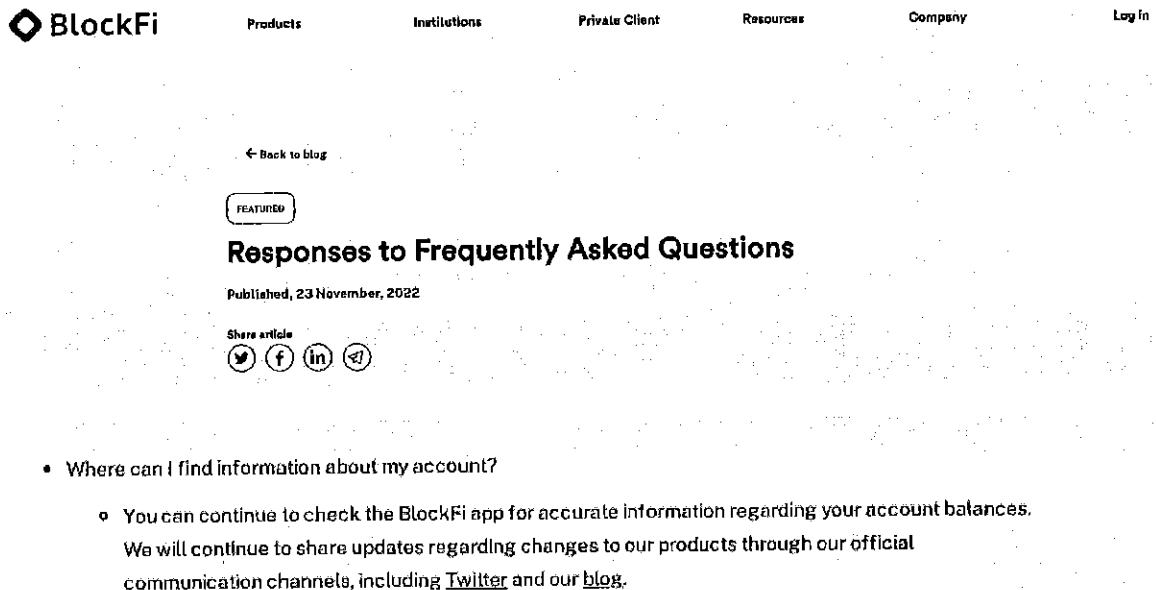 BlockFi Products Institutions Private Client Resources Company Log in
← Back to blog
FEATURED
Responses to Frequently Asked Questions
Published, 23 November, 2022
Share article
• Where can I find information about my account?
o You can continue to check the BlockFi app for accurate information regarding your account balances.
We will continue to share updates regarding changes to our products through our official
communication channels, including Twitter and our blog.